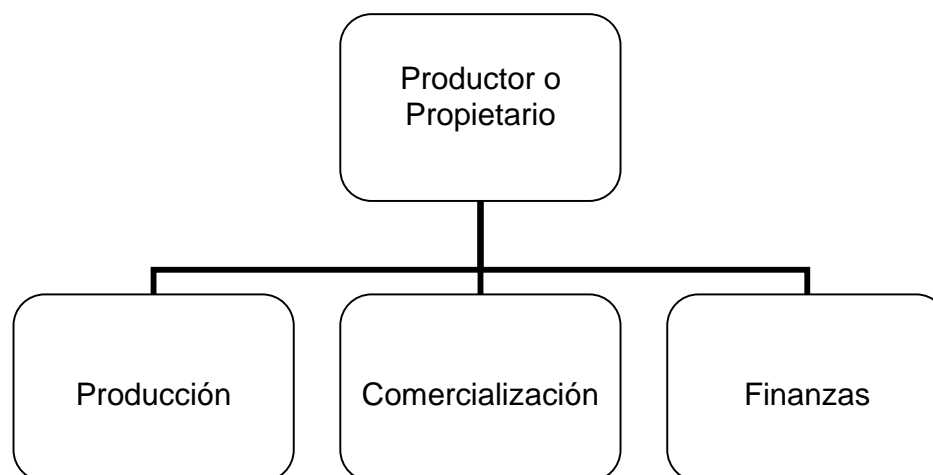 Productor o
Propietario
Producción
Comercialización
Finanzas